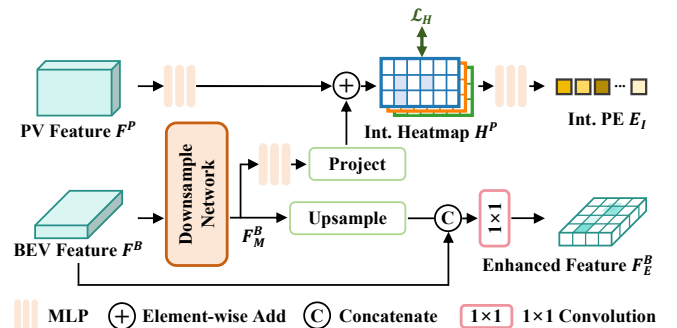 ℒ_H
PV Feature F^P
Int. Heatmap H^P
Int. PE E_I
...
Downsample Network
Project
BEV Feature F^B
F_M^B
Upsample
C
1×1
Enhanced Feature F_E^B
MLP
+ Element-wise Add
C Concatenate
1×1 1×1 Convolution